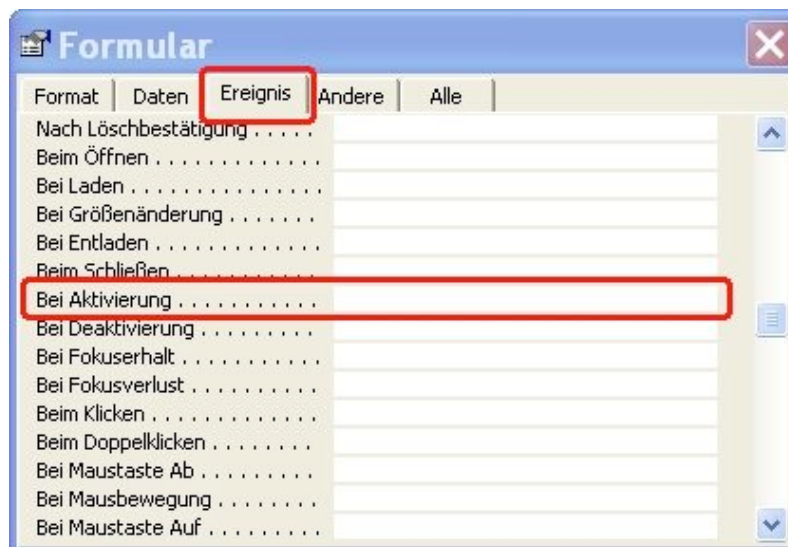 Formular
Format Daten Ereignis Andere Alle
Nach Löschbestätigung . . . . .
Beim Öffnen . . . . . . . . . . . . .
Bei Laden . . . . . . . . . . . . . . .
Bei Größenänderung . . . . . . .
Bei Entladen . . . . . . . . . . . . .
Beim Schließen . . . . . . . . . . .
Bei Aktivierung . . . . . . . . . . .
Bei Deaktivierung . . . . . . . . .
Bei Fokuserhalt . . . . . . . . . . .
Bei Fokusverlust . . . . . . . . . .
Beim Klicken . . . . . . . . . . . . .
Beim Doppelklicken . . . . . . . .
Bei Maustaste Ab . . . . . . . . .
Bei Mausbewegung . . . . . . . .
Bei Maustaste Auf . . . . . . . . .